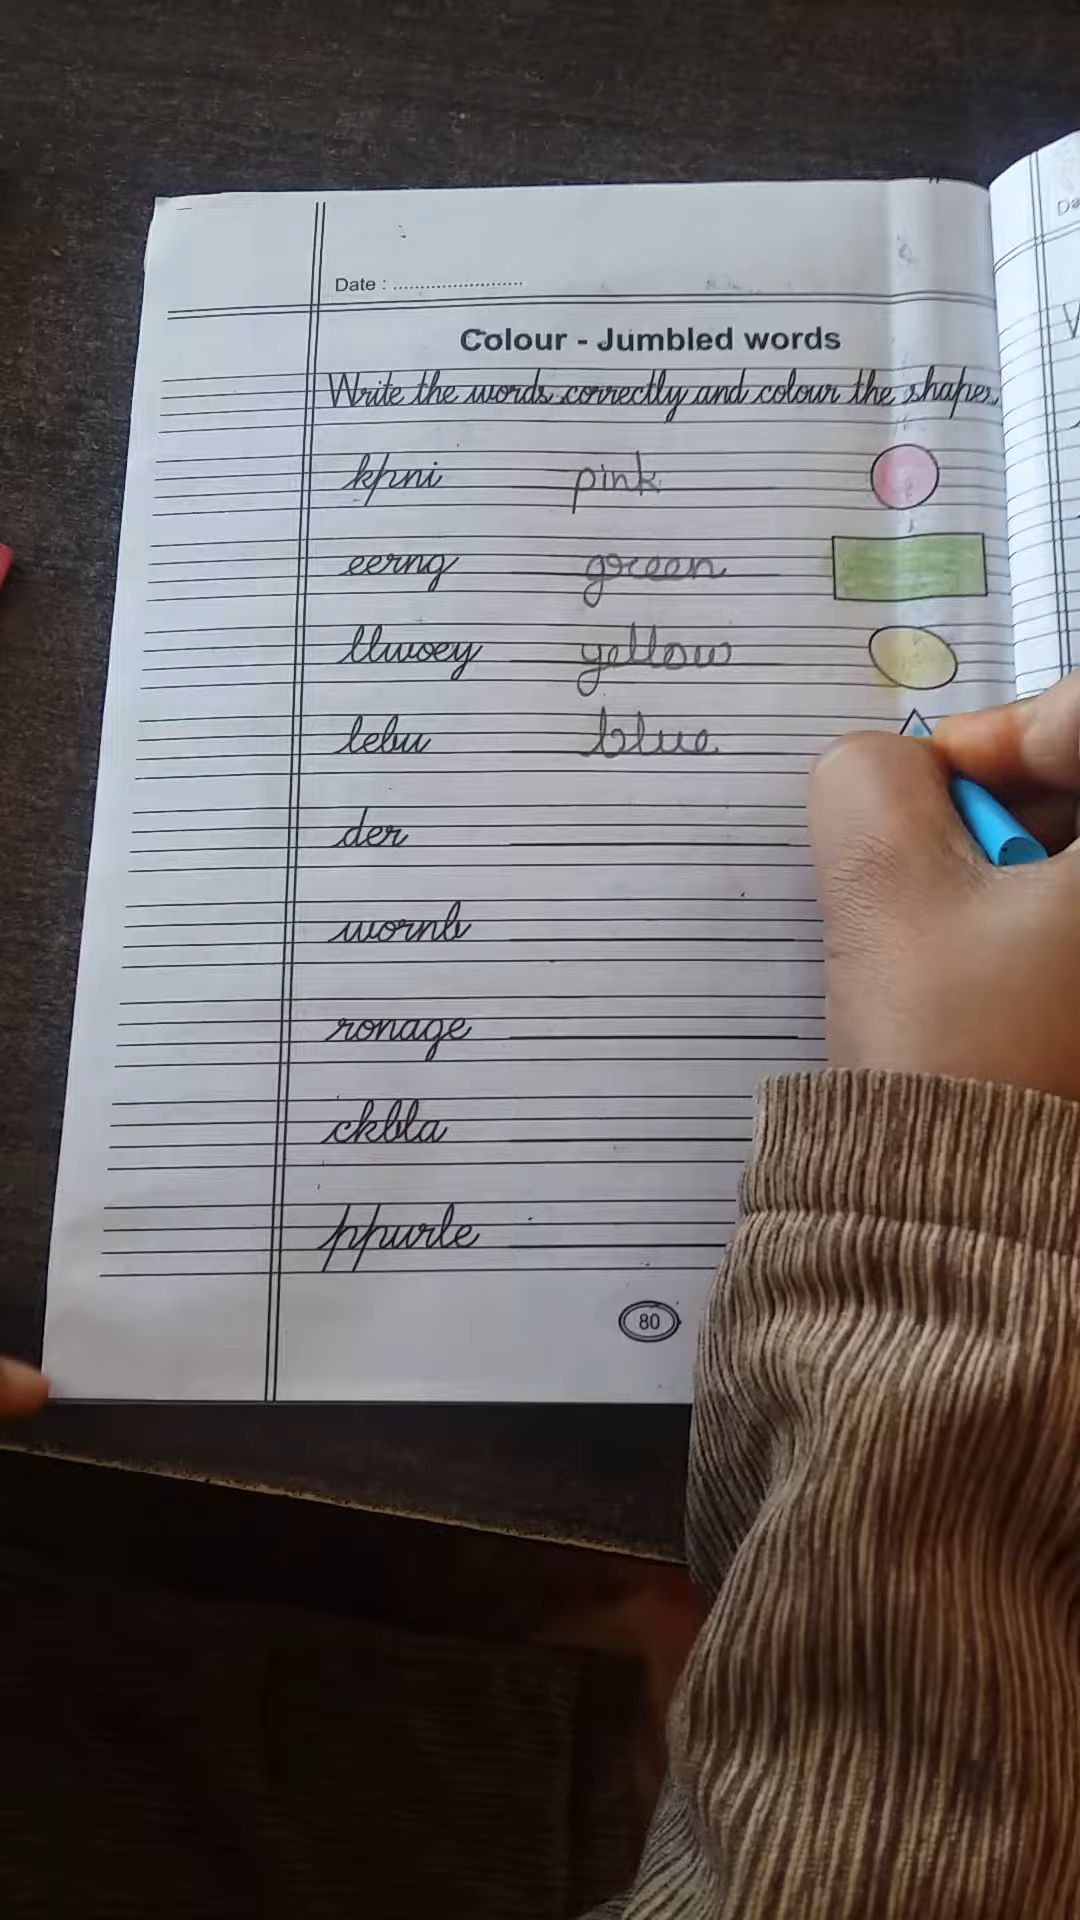 Date : ........................
Colour - Jumbled words
Write the words correctly and colour the shapes.
kpni pink
eerng green
llwoey yellow
lebu blue
der
wornb
ronage
ckbla
ppurle
80